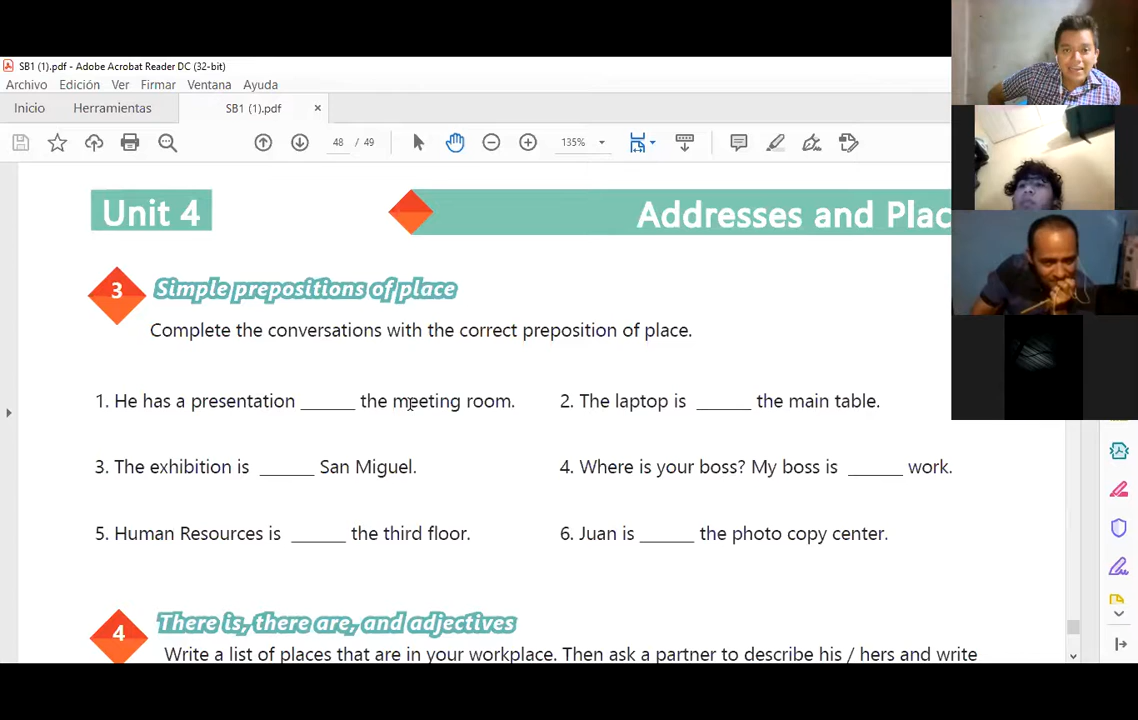 SB1 (1).pdf - Adobe Acrobat Reader DC (32-bit)
Archivo Edición Ver Firmar Ventana Ayuda
Inicio Herramientas SB1 (1).pdf ×
48 / 49 135%
Unit 4 Addresses and Plac
3 Simple prepositions of place
Complete the conversations with the correct preposition of place.
1. He has a presentation ______ the meeting room. 2. The laptop is ______ the main table.
3. The exhibition is ______ San Miguel. 4. Where is your boss? My boss is ______ work.
5. Human Resources is ______ the third floor. 6. Juan is ______ the photo copy center.
4 There is, there are, and adjectives
Write a list of places that are in your workplace. Then ask a partner to describe his / hers and write